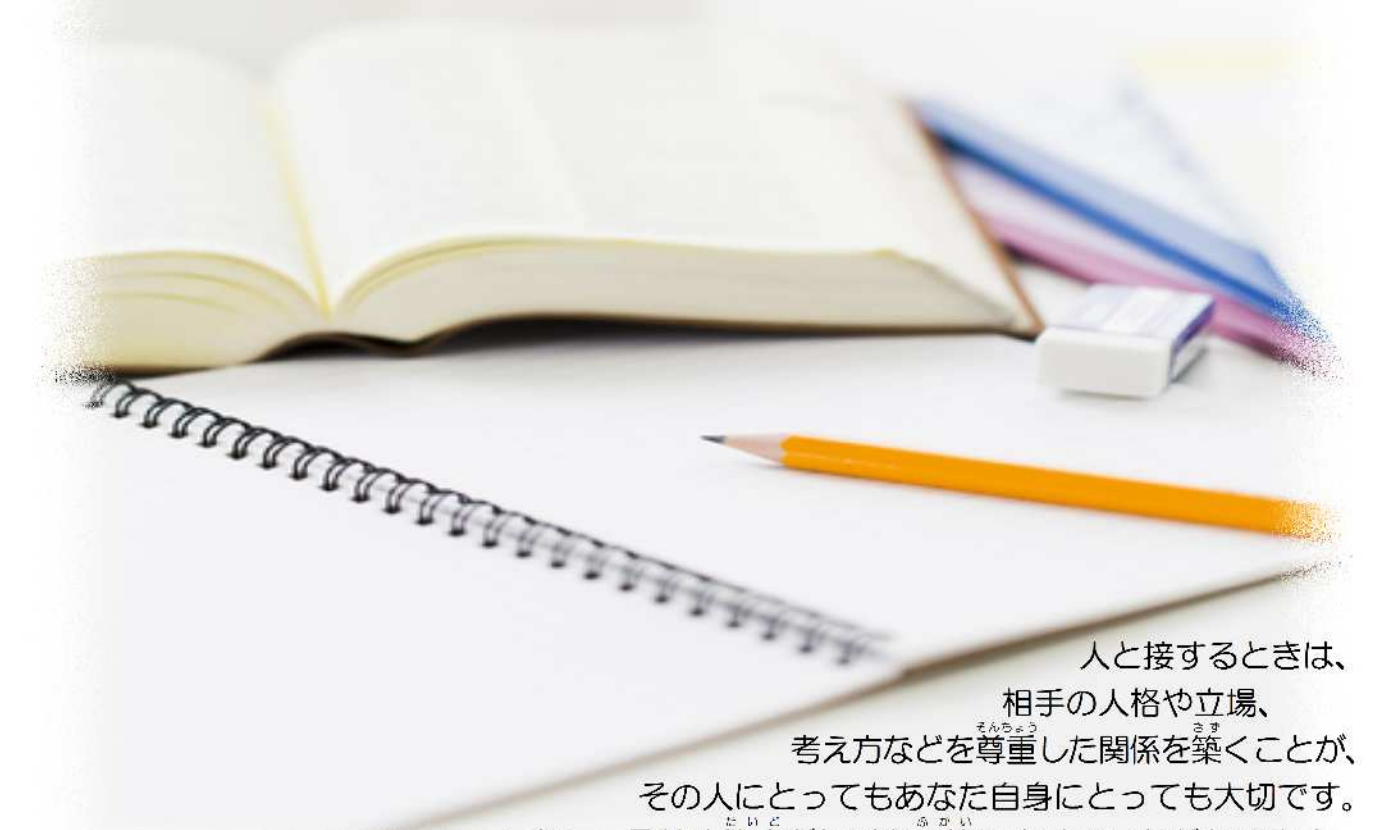 人と接するときは、
相手の人格や立場、
考え方などを尊重した関係を築くことが、
その人にとってもあなた自身にとっても大切です。